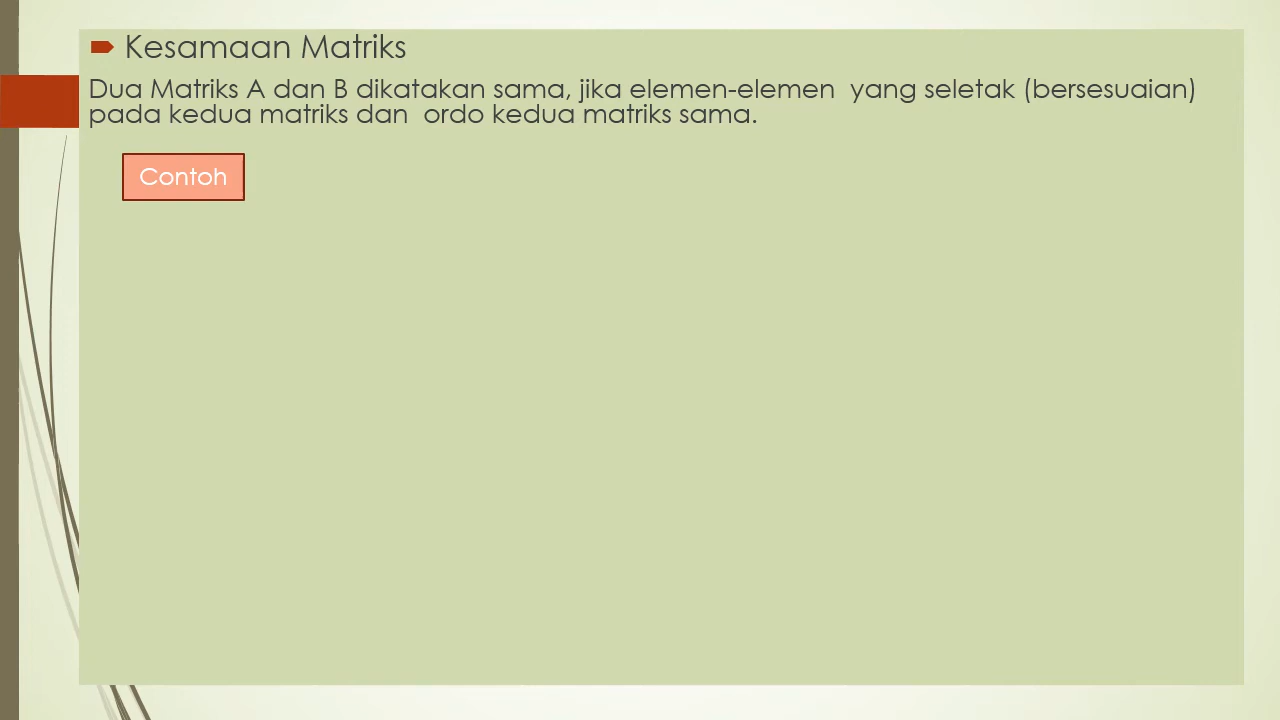 Kesamaan Matriks
Dua Matriks A dan B dikatakan sama, jika elemen-elemen  yang seletak (bersesuaian)
pada kedua matriks dan  ordo kedua matriks sama.
Contoh